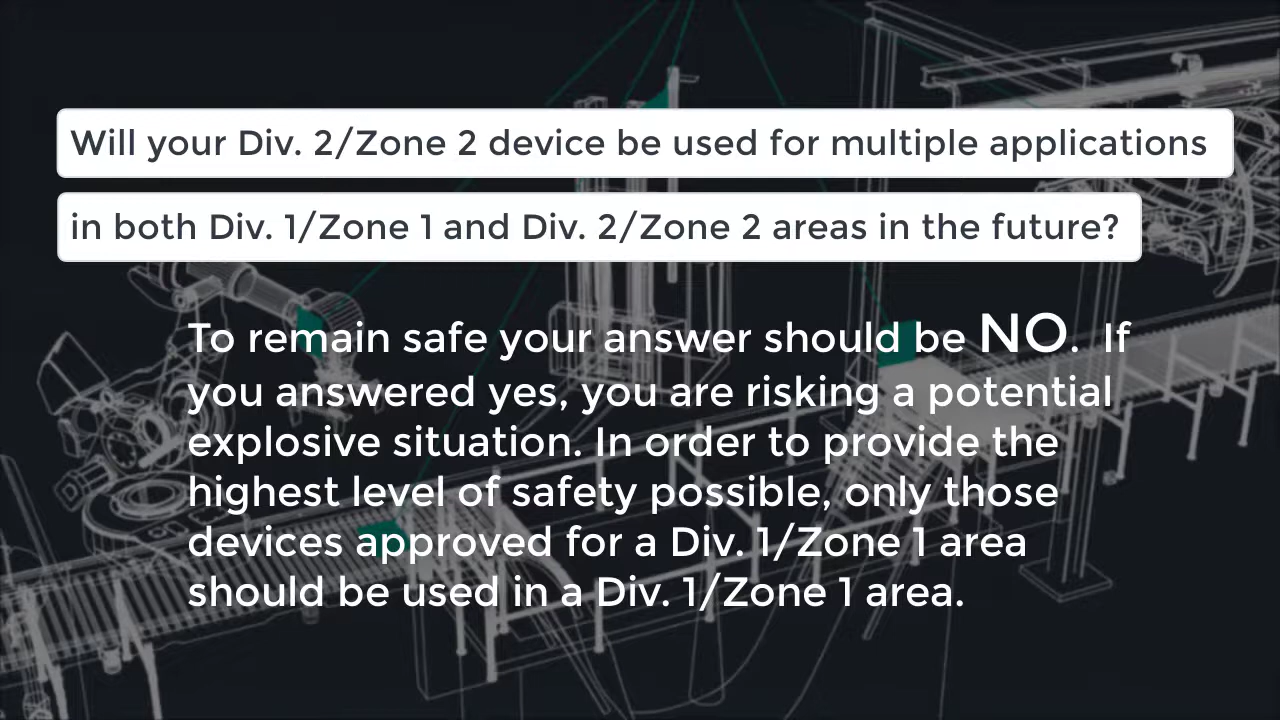 Will your Div. 2/Zone 2 device be used for multiple applications
in both Div. 1/Zone 1 and Div. 2/Zone 2 areas in the future?
To remain safe your answer should be NO. If
you answered yes, you are risking a potential
explosive situation. In order to provide the
highest level of safety possible, only those
devices approved for a Div. 1/Zone 1 area
should be used in a Div. 1/Zone 1 area.